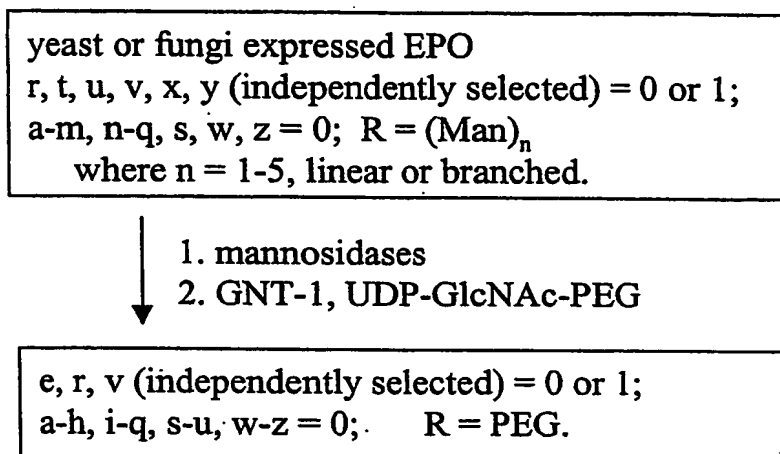 yeast or fungi expressed EPO
r, t, u, v, x, y (independently selected) = 0 or 1;
a-m, n-q, s, w, z = 0; R = (Man)n
where n = 1-5, linear or branched.
1. mannosidases
2. GNT-1, UDP-GlcNAc-PEG
e, r, v (independently selected) = 0 or 1;
a-h, i-q, s-u, w-z = 0; R = PEG.